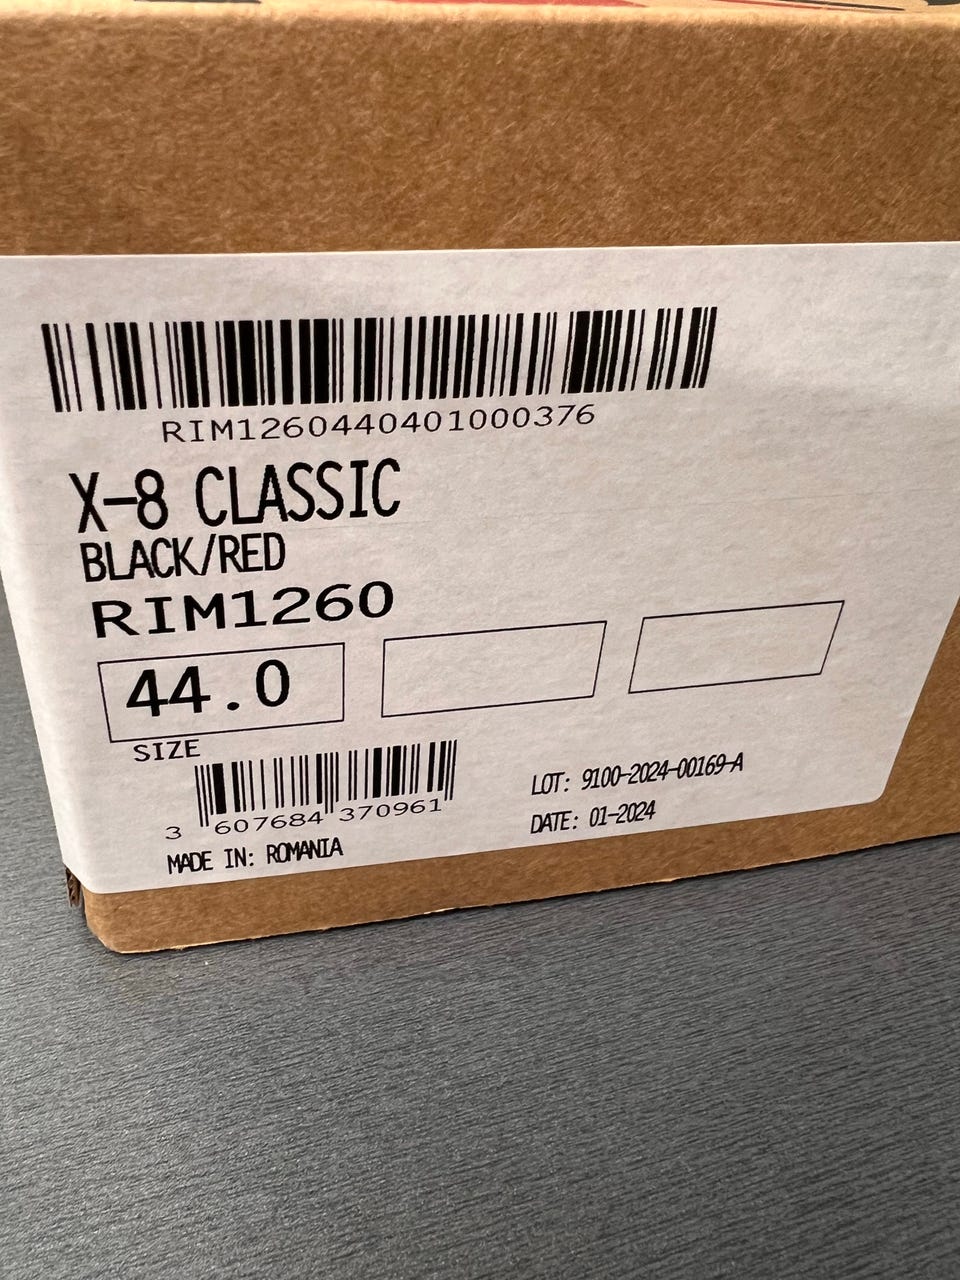 RIM1260440401000376
X-8 CLASSIC
BLACK/RED
RIM1260
44.0
SIZE
3 607684 370961
MADE IN: ROMANIA
LOT: 9100-2024-00169-A
DATE: 01-2024